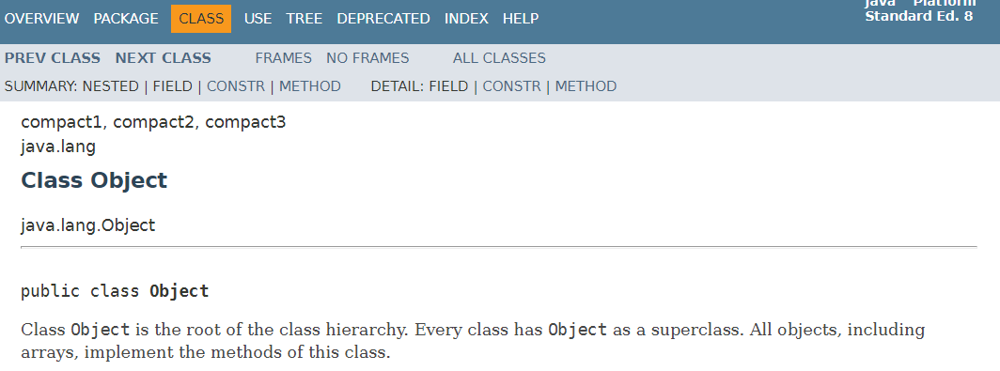 OVERVIEW PACKAGE CLASS USE TREE DEPRECATED INDEX HELP
Java Platform
Standard Ed. 8
PREV CLASS NEXT CLASS FRAMES NO FRAMES ALL CLASSES
SUMMARY: NESTED | FIELD | CONSTR | METHOD DETAIL: FIELD | CONSTR | METHOD
compact1, compact2, compact3
java.lang
Class Object
java.lang.Object
public class Object
Class Object is the root of the class hierarchy. Every class has Object as a superclass. All objects, including
arrays, implement the methods of this class.